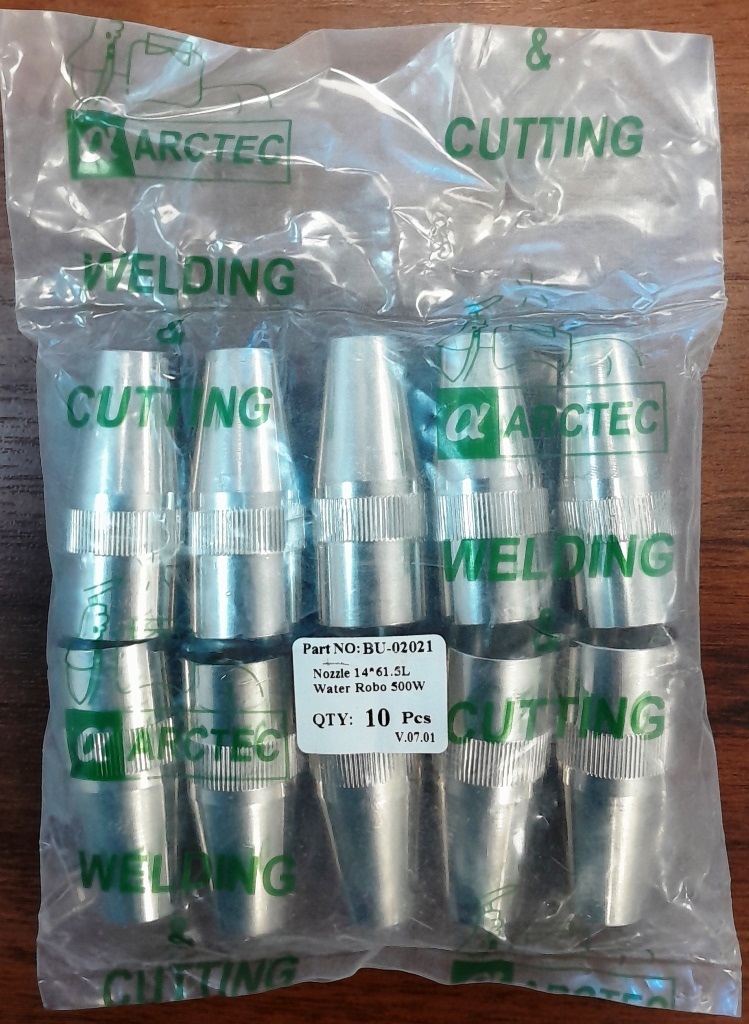 &
α ARCTEC
CUTTING
WELDING
&
CUTTING
α ARCTEC
WELDING
&
Part NO: BU-02021
Nozzle 14*61.5L
Water Robo 500W
QTY: 10 Pcs
V.07.01
α ARCTEC
CUTTING
WELDING
&
CUTTING
α ARCTEC